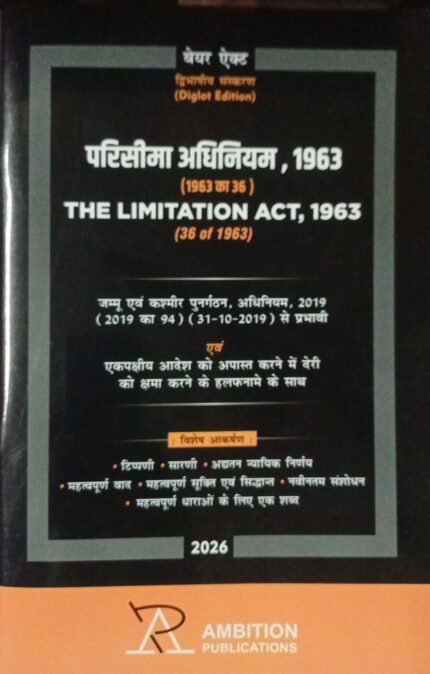 बेयर ऐक्ट
द्विभाषीय संस्करण
(Diglot Edition)
परिसीमा अधिनियम, 1963
(1963 का 36)
THE LIMITATION ACT, 1963
(36 of 1963)
जम्मू एवं कश्मीर पुनर्गठन, अधिनियम, 2019
(2019 का 94) (31-10-2019) से प्रभावी
एवं
एकपक्षीय आदेश को अपास्त करने में देरी
को क्षमा करने के हलफनामे के साथ
: विशेष आकर्षण :
• टिप्पणी • सारणी • अद्यतन न्यायिक निर्णय
• महत्वपूर्ण वाद • महत्वपूर्ण सूक्ति एवं सिद्धान्त • नवीनतम संशोधन
• महत्वपूर्ण धाराओं के लिए एक शब्द
2026
AMBITION
PUBLICATIONS